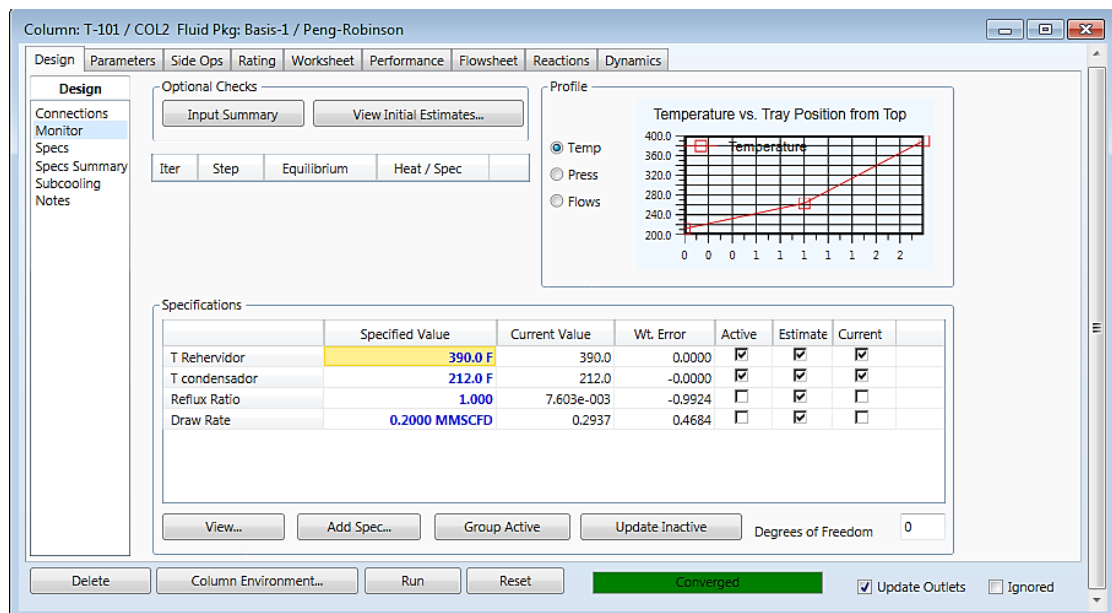 Column: T-101 / COL2 Fluid Pkg: Basis-1 / Peng-Robinson
Design Parameters Side Ops Rating Worksheet Performance Flowsheet Reactions Dynamics
Design
Connections
Monitor
Specs
Specs Summary
Subcooling
Notes
Optional Checks
Input Summary View Initial Estimates...
Iter Step Equilibrium Heat / Spec
Profile
Temp
Press
Flows
Temperature vs. Tray Position from Top
Temperature
400.0
360.0
320.0
280.0
240.0
200.0
0 0 0 1 1 1 1 1 2 2
Specifications
Specified Value Current Value Wt. Error Active Estimate Current
T Rehervidor 390.0 F 390.0 0.0000
T condensador 212.0 F 212.0 -0.0000
Reflux Ratio 1.000 7.603e-003 -0.9924
Draw Rate 0.2000 MMSCFD 0.2937 0.4684
View... Add Spec... Group Active Update Inactive Degrees of Freedom 0
Delete Column Environment... Run Reset Converged Update Outlets Ignored